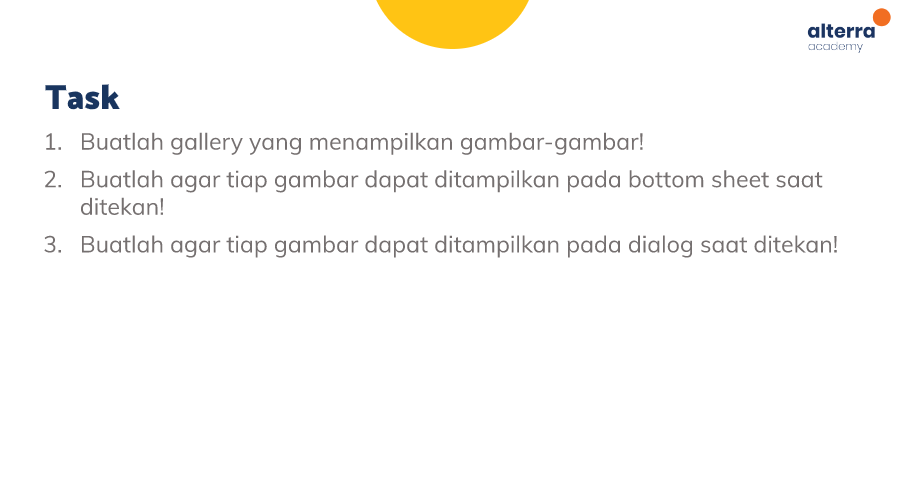 alterra
academy
Task
1. Buatlah gallery yang menampilkan gambar-gambar!
2. Buatlah agar tiap gambar dapat ditampilkan pada bottom sheet saat
ditekan!
3. Buatlah agar tiap gambar dapat ditampilkan pada dialog saat ditekan!